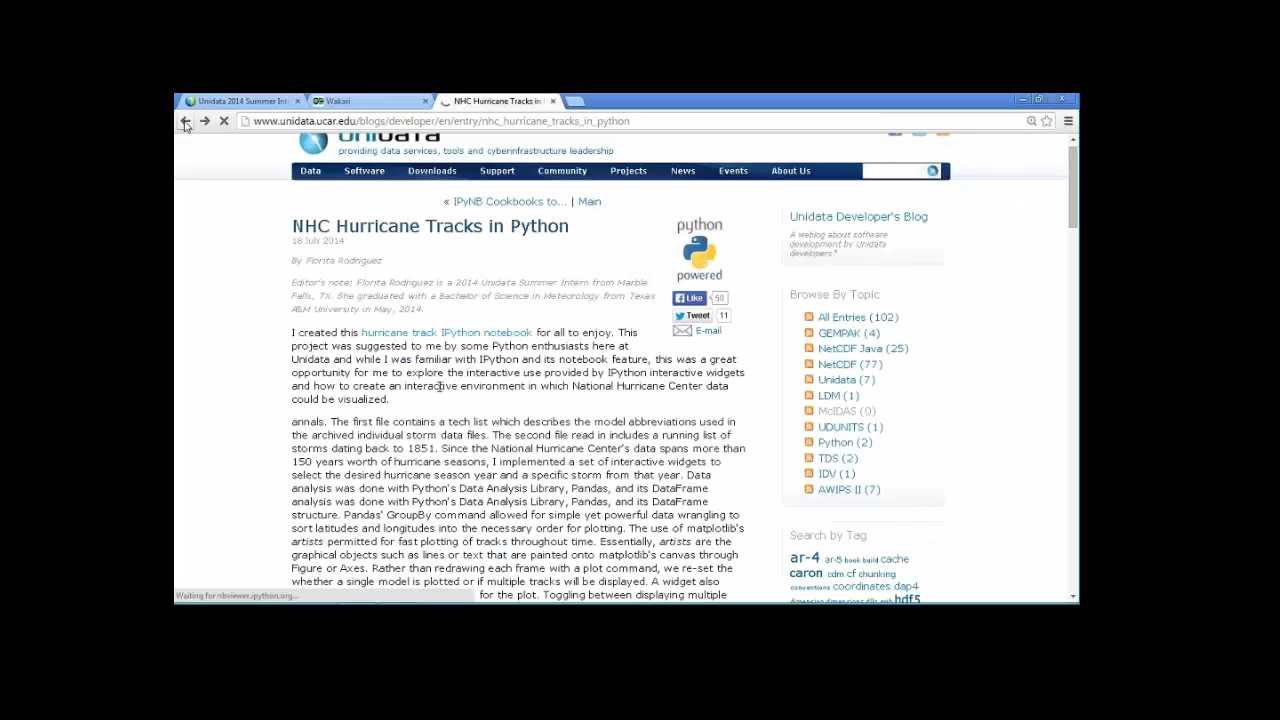 Unidata 2014 Summer Int
Wakari
NHC Hurricane Tracks in
www.unidata.ucar.edu/blogs/developer/en/entry/nhc_hurricane_tracks_in_python
unidata
providing data services, tools and cyberinfrastructure leadership
Data Software Downloads Support Community Projects News Events About Us
« IPyNB Cookbooks to... | Main
NHC Hurricane Tracks in Python
18 July 2014
By Florita Rodriguez
Editor's note: Florita Rodriguez is a 2014 Unidata Summer Intern from Marble
Falls, TX. She graduated with a Bachelor of Science in Meteorology from Texas
A&M University in May, 2014.
I created this hurricane track IPython notebook for all to enjoy. This
project was suggested to me by some Python enthusiasts here at
Unidata and while I was familiar with IPython and its notebook feature, this was a great
opportunity for me to explore the interactive use provided by IPython interactive widgets
and how to create an interactive environment in which National Hurricane Center data
could be visualized.
annals. The first file contains a tech list which describes the model abbreviations used in
the archived individual storm data files. The second file read in includes a running list of
storms dating back to 1851. Since the National Hurricane Center's data spans more than
150 years worth of hurricane seasons, I implemented a set of interactive widgets to
select the desired hurricane season year and a specific storm from that year. Data
analysis was done with Python's Data Analysis Library, Pandas, and its DataFrame
analysis was done with Python's Data Analysis Library, Pandas, and its DataFrame
structure. Pandas' GroupBy command allowed for simple yet powerful data wrangling to
sort latitudes and longitudes into the necessary order for plotting. The use of matplotlib's
artists permitted for fast plotting of tracks throughout time. Essentially, artists are the
graphical objects such as lines or text that are painted onto matplotlib's canvas through
Figure or Axes. Rather than redrawing each frame with a plot command, we re-set the
whether a single model is plotted or if multiple tracks will be displayed. A widget also
for the plot. Toggling between displaying multiple
Waiting for nbviewer.ipython.org...
python
powered
Like 50
Tweet 11
E-mail
Unidata Developer's Blog
A weblog about software
development by Unidata
developers*
Browse By Topic
All Entries (102)
GEMPAK (4)
NetCDF Java (25)
NetCDF (77)
Unidata (7)
LDM (1)
McIDAS (0)
UDUNITS (1)
Python (2)
TDS (2)
IDV (1)
AWIPS II (7)
Search by Tag
ar-4 ar-5 book build cache
caron cdm cf chunking
conventions coordinates dap4
hdf5